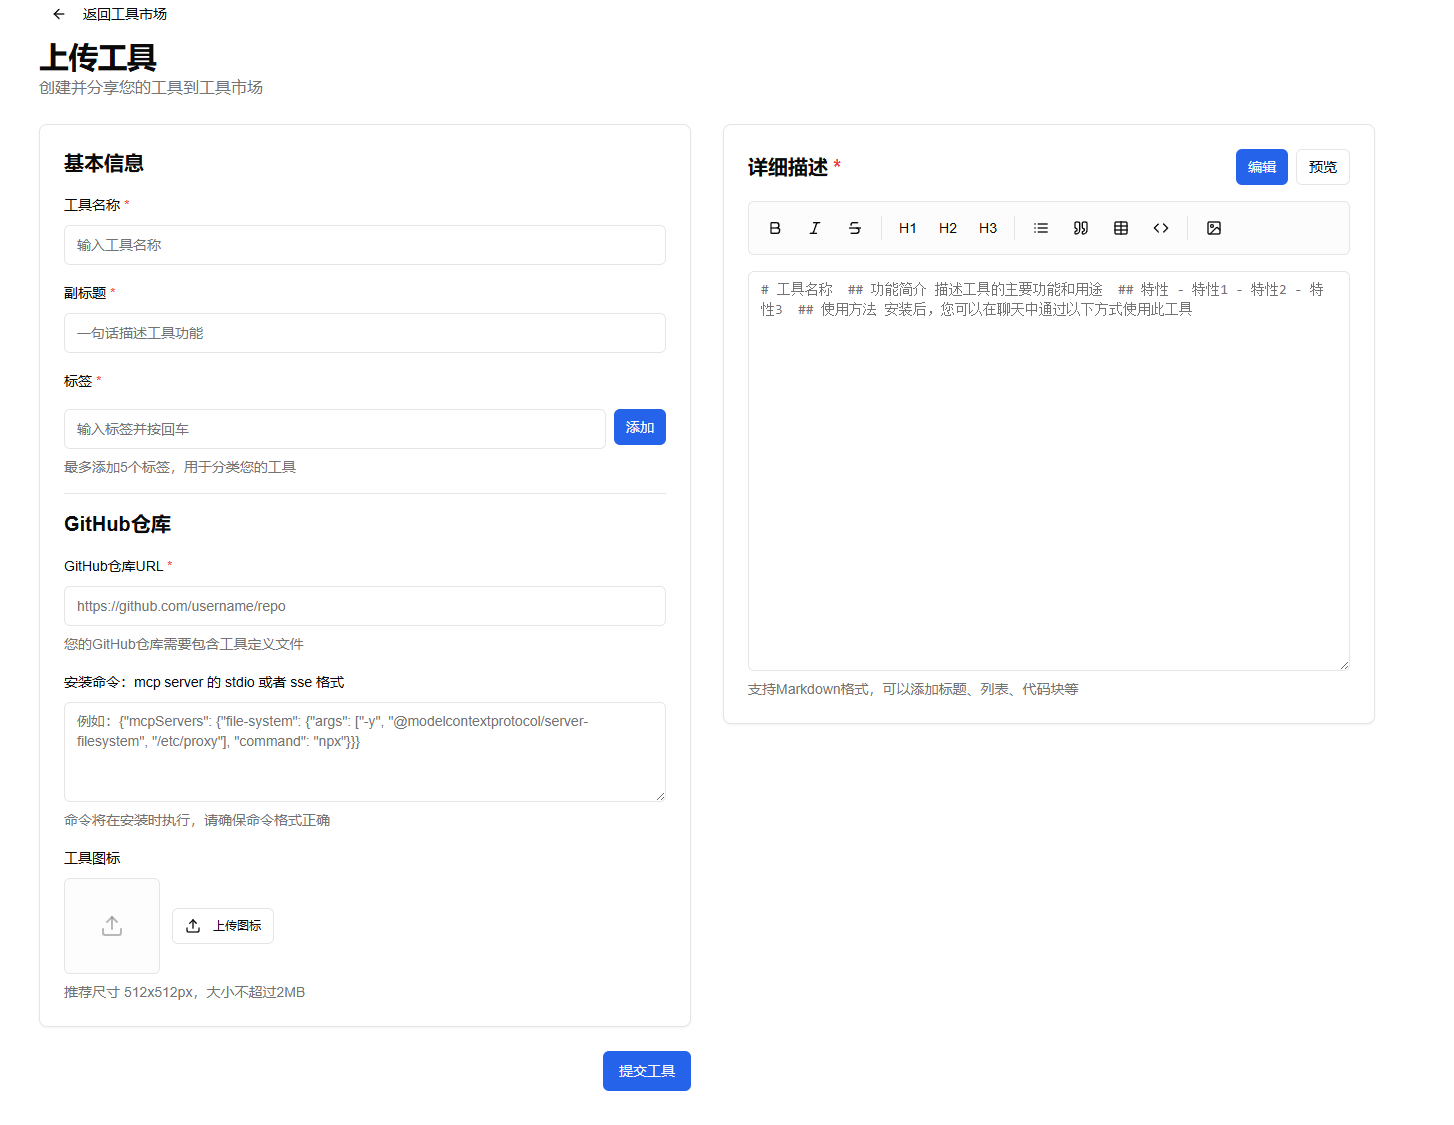 返回工具市场
上传工具
创建并分享您的工具到工具市场
基本信息
工具名称 *
输入工具名称
副标题 *
一句话描述工具功能
标签 *
输入标签并按回车
添加
最多添加5个标签，用于分类您的工具
GitHub仓库
GitHub仓库URL *
https://github.com/username/repo
您的GitHub仓库需要包含工具定义文件
安装命令：mcp server 的 stdio 或者 sse 格式
例如：{"mcpServers": {"file-system": {"args": ["-y", "@modelcontextprotocol/server-
filesystem", "/etc/proxy"], "command": "npx"}}}
命令将在安装时执行，请确保命令格式正确
工具图标
上传图标
推荐尺寸 512x512px，大小不超过2MB
提交工具
详细描述 *
编辑
预览
B I S H1 H2 H3
# 工具名称  ## 功能简介 描述工具的主要功能和用途  ## 特性 - 特性1 - 特性2 - 特
性3  ## 使用方法 安装后，您可以在聊天中通过以下方式使用此工具
支持Markdown格式，可以添加标题、列表、代码块等